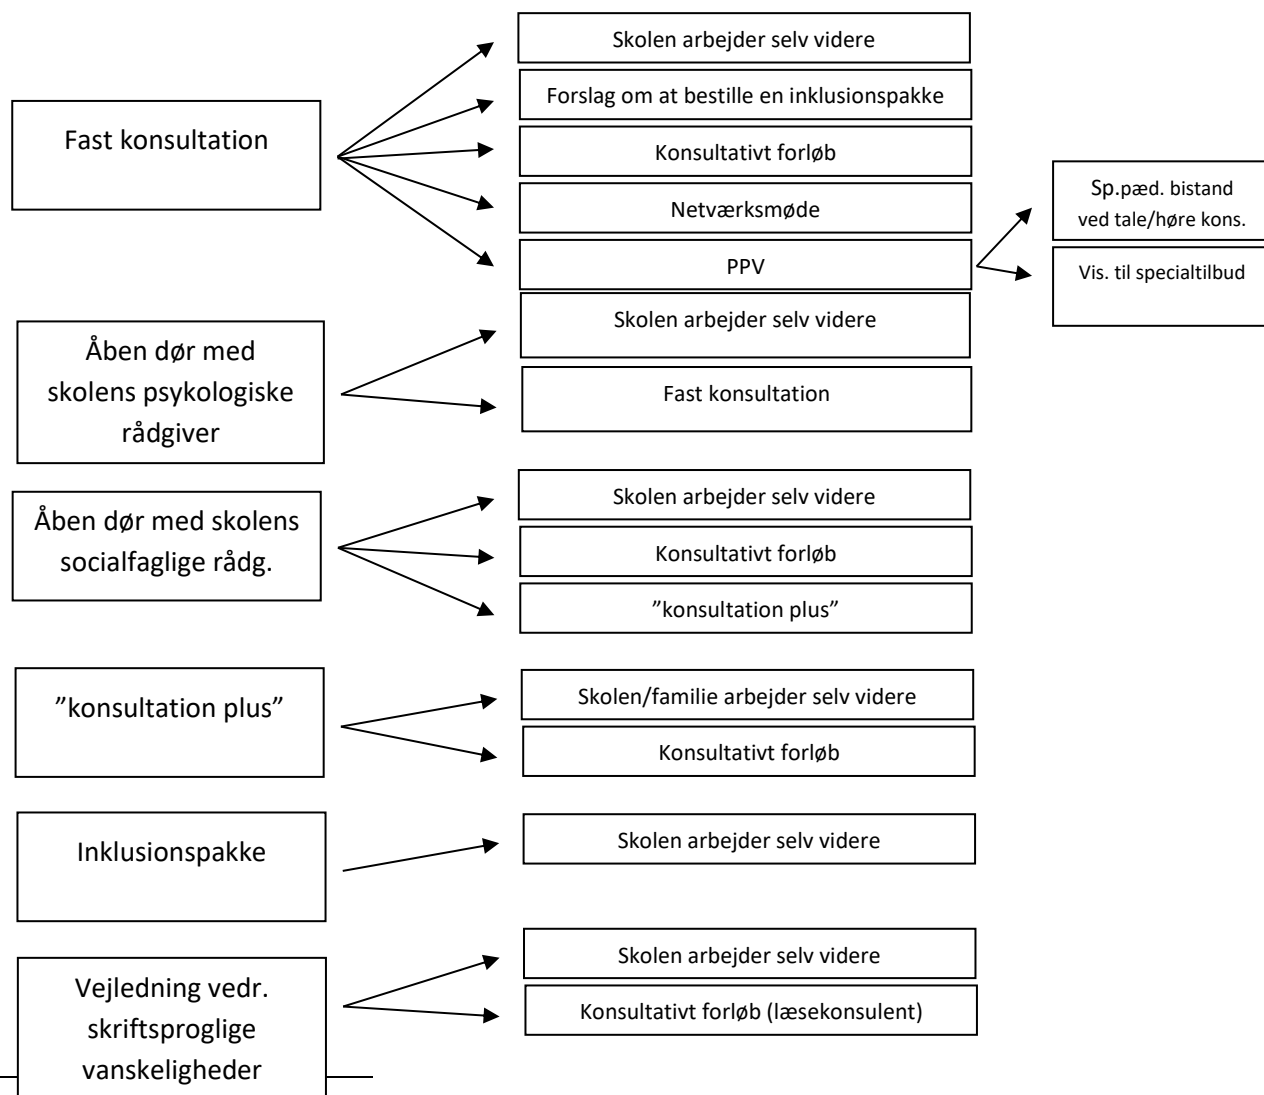 Skolen arbejder selv videre
Forslag om at bestille en inklusionspakke
Fast konsultation
Konsultativt forløb
Netværksmøde
PPV
Sp.pæd. bistand
ved tale/høre kons.
Vis. til specialtilbud
Åben dør med
skolens psykologiske
rådgiver
Skolen arbejder selv videre
Fast konsultation
Åben dør med skolens
socialfaglige rådg.
Skolen arbejder selv videre
Konsultativt forløb
”konsultation plus”
”konsultation plus”
Skolen/familie arbejder selv videre
Konsultativt forløb
Inklusionspakke
Skolen arbejder selv videre
Vejledning vedr.
skriftsproglige
vanskeligheder
Skolen arbejder selv videre
Konsultativt forløb (læsekonsulent)